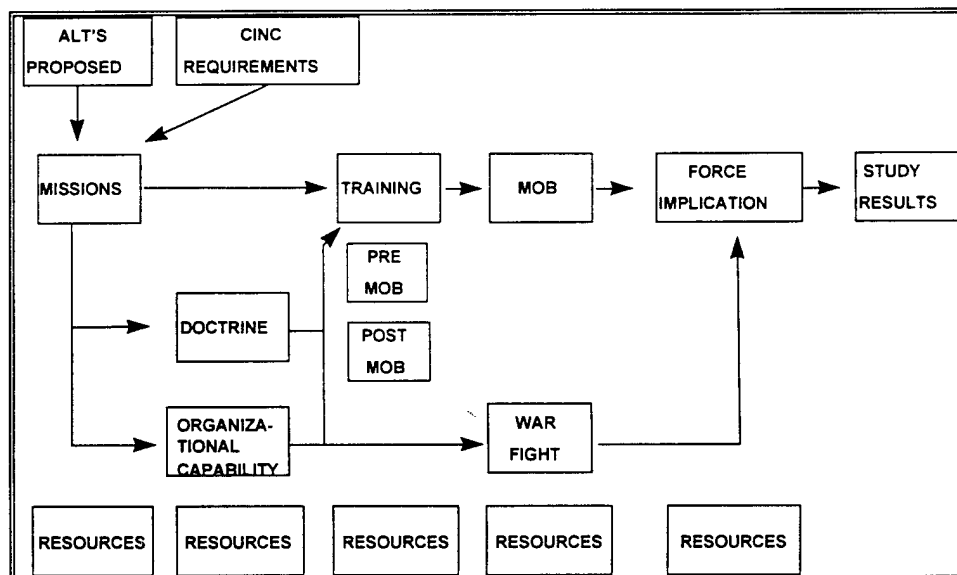 ALT'S
PROPOSED
CINC
REQUIREMENTS
MISSIONS
TRAINING
MOB
FORCE
IMPLICATION
STUDY
RESULTS
PRE
MOB
DOCTRINE
POST
MOB
ORGANIZA-
TIONAL
CAPABILITY
WAR
FIGHT
RESOURCES
RESOURCES
RESOURCES
RESOURCES
RESOURCES